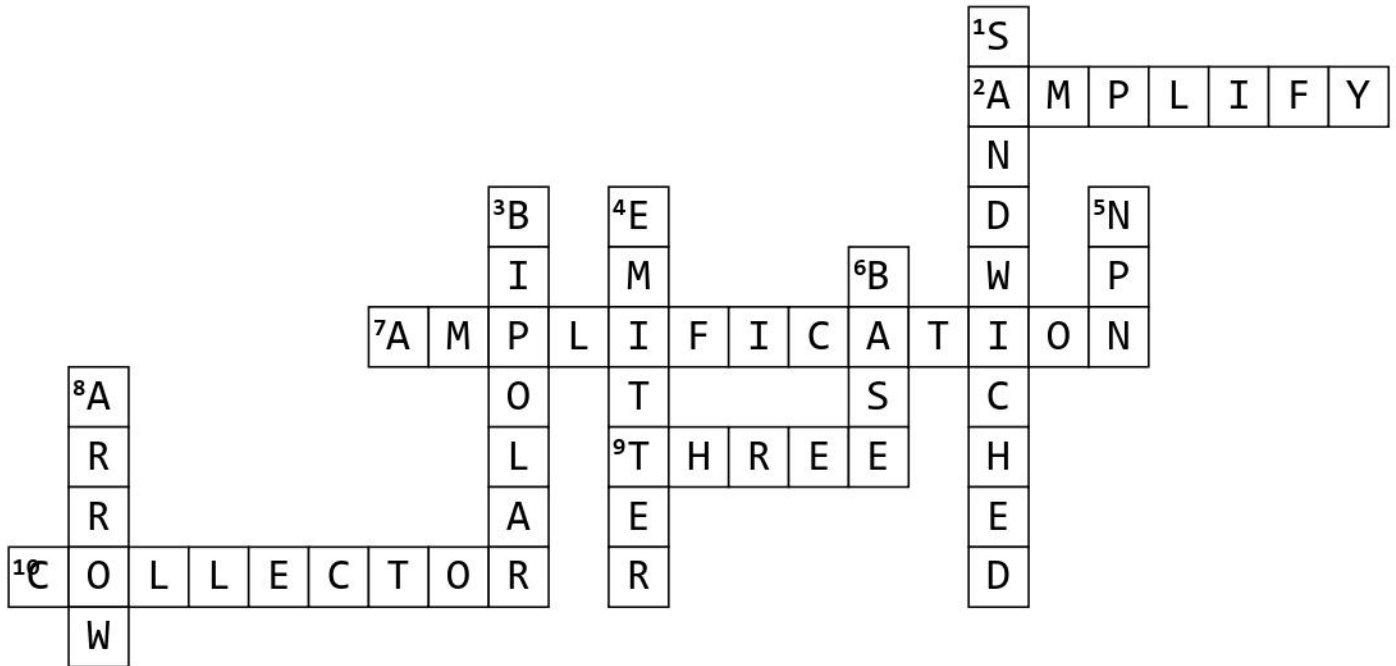 1S
2AMPLIFY
N
3B 4E D 5N
I M 6B W P
7AMPLIFICATION
8A O T S C
R L 9THREE H
R A E E
10COLLECTOR R D
W